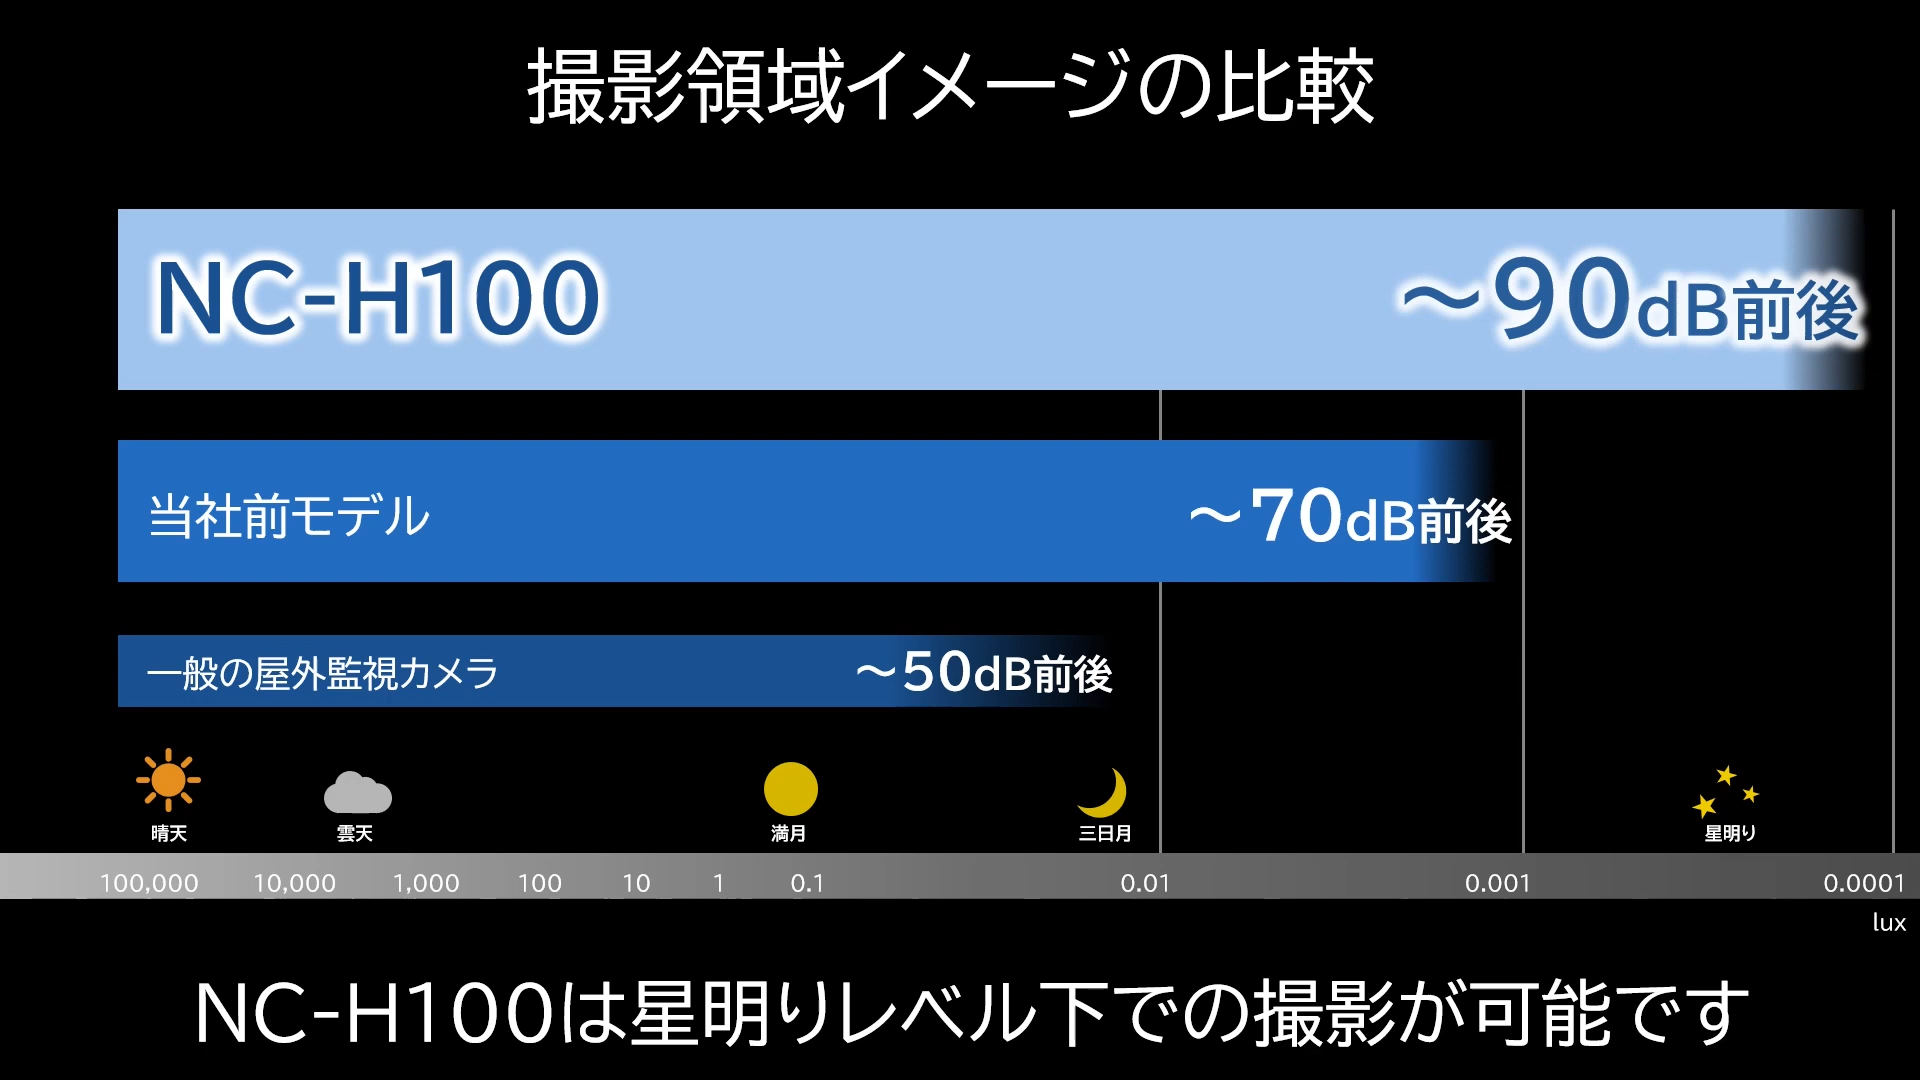 撮影領域イメージの比較
NC-H100
～90dB前後
当社前モデル
～70dB前後
一般の屋外監視カメラ
～50dB前後
晴天
曇天
満月
三日月
星明り
100,000 10,000 1,000 100 10 1 0.1 0.01 0.001 0.0001
lux
NC-H100は星明りレベル下での撮影が可能です